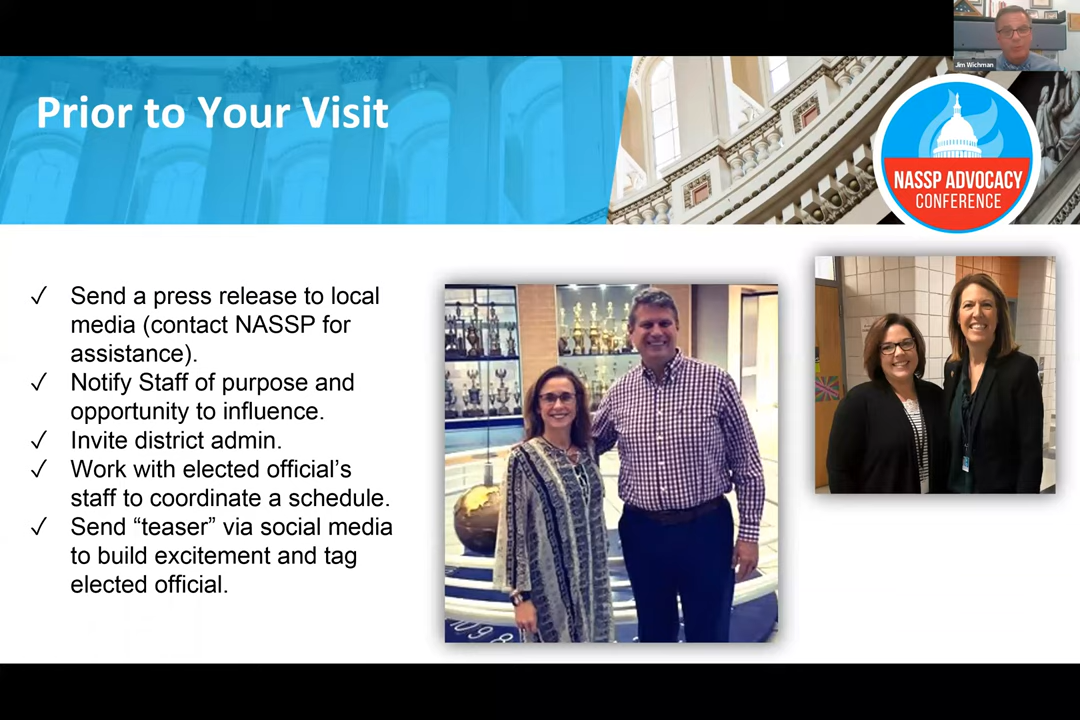 Jim Wichman
Prior to Your Visit
NASSP ADVOCACY
CONFERENCE
✓ Send a press release to local
media (contact NASSP for
assistance).
✓ Notify Staff of purpose and
opportunity to influence.
✓ Invite district admin.
✓ Work with elected official’s
staff to coordinate a schedule.
✓ Send “teaser” via social media
to build excitement and tag
elected official.